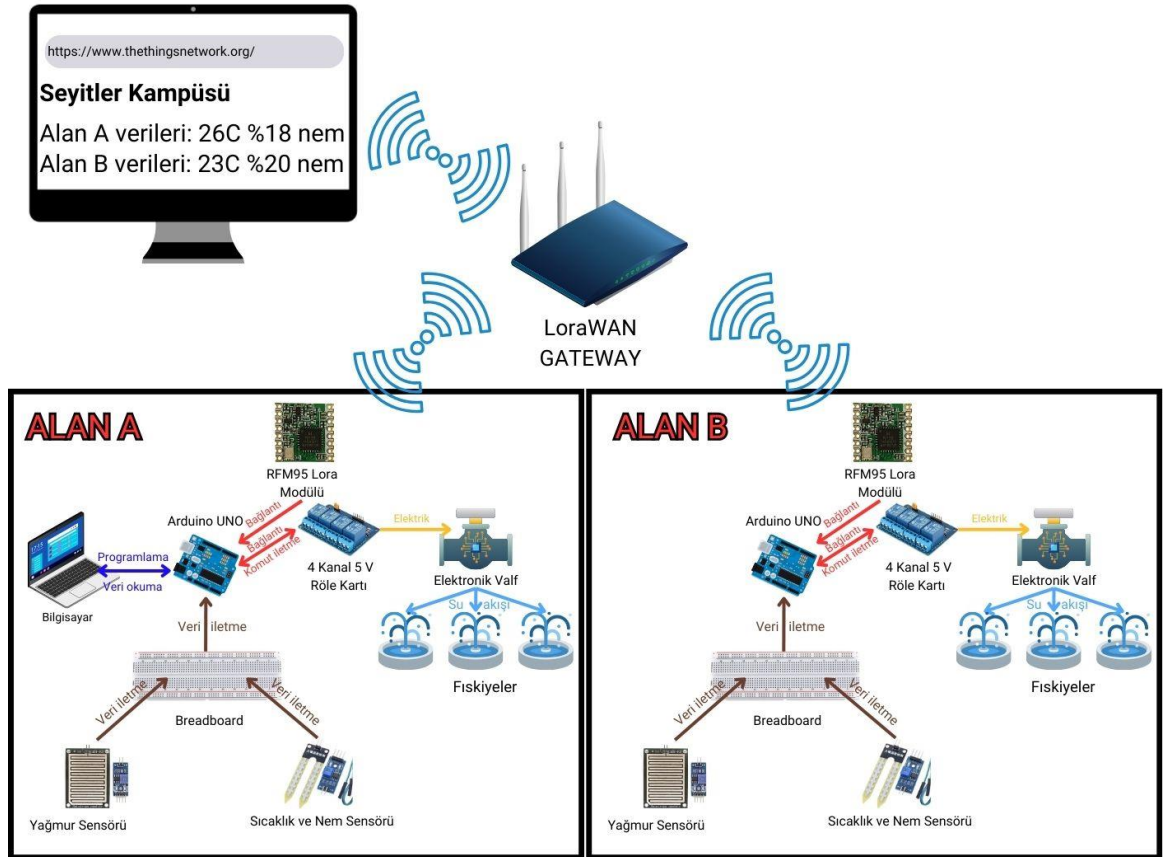 https://www.thethingsnetwork.org/
Seyitler Kampüsü
Alan A verileri: 26C %18 nem
Alan B verileri: 23C %20 nem
LoraWAN
GATEWAY
ALAN A
RFM95 Lora
Modülü
Arduino UNO
Bağlantı
Bağlantı
Komut iletme
Elektrik
4 Kanal 5 V
Röle Kartı
Elektronik Valf
Programlama
Veri okuma
Bilgisayar
Su akışı
Veri iletme
Fıskiyeler
Breadboard
Veri iletme
Veri iletme
Yağmur Sensörü
Sıcaklık ve Nem Sensörü
ALAN B
RFM95 Lora
Modülü
Arduino UNO
Bağlantı
Bağlantı
Komut iletme
Elektrik
4 Kanal 5 V
Röle Kartı
Elektronik Valf
Su akışı
Veri iletme
Fıskiyeler
Breadboard
Veri iletme
Veri iletme
Yağmur Sensörü
Sıcaklık ve Nem Sensörü